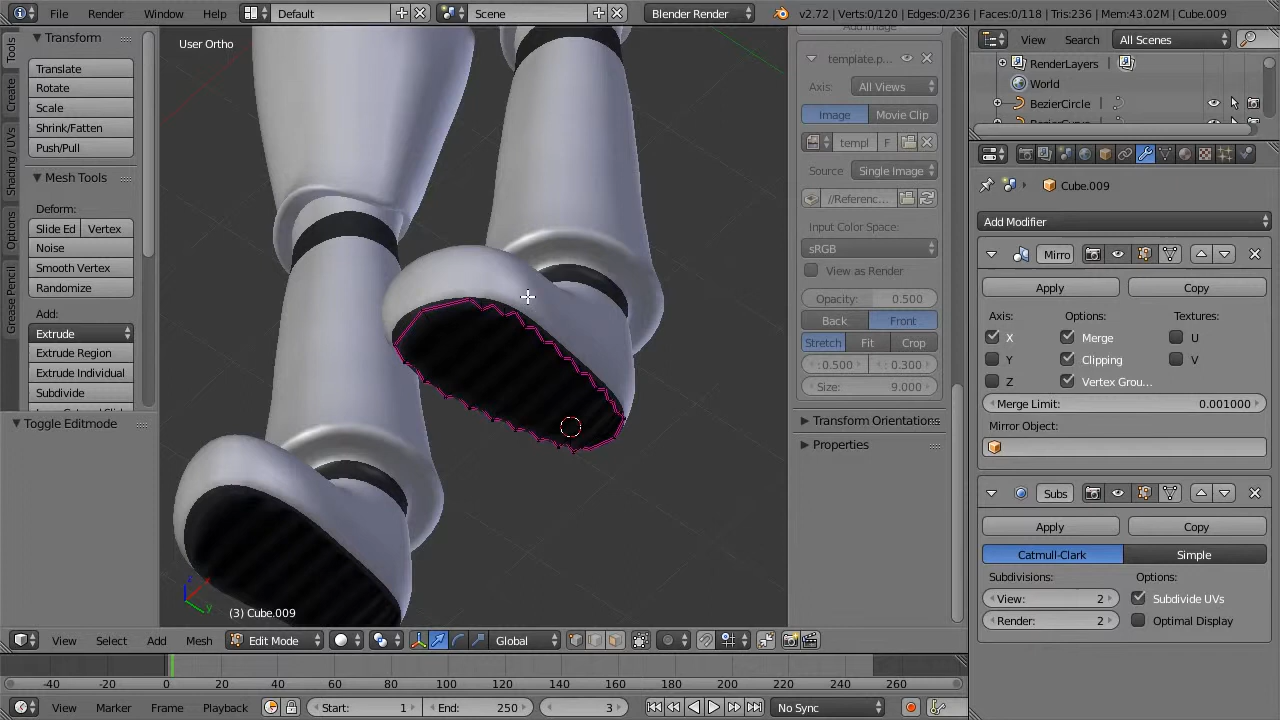 File Render Window Help Default Scene Blender Render v2.72 | Verts:0/120 | Edges:0/236 | Faces:0/118 | Tris:236 | Mem:43.02M | Cube.009
Tools
Create
Shading / UVs
Options
Grease Pencil
Transform
Translate
Rotate
Scale
Shrink/Fatten
Push/Pull
Mesh Tools
Deform:
Slide Ed Vertex
Noise
Smooth Vertex
Randomize
Add:
Extrude
Extrude Region
Extrude Individual
Subdivide
Toggle Editmode
User Ortho
(3) Cube.009
template.p...
Axis: All Views
Image Movie Clip
templ F
Source Single Image
//Referenc...
Input Color Space:
sRGB
View as Render
Opacity: 0.500
Back Front
Stretch Fit Crop
: 0.500 : 0.300
Size: 9.000
Transform Orientations
Properties
View Search All Scenes
RenderLayers
World
BezierCircle
Cube.009
Add Modifier
Mirro
Apply Copy
Axis: Options: Textures:
X Merge U
Y Clipping V
Z Vertex Grou...
Merge Limit: 0.001000
Mirror Object:
Subs
Apply Copy
Catmull-Clark Simple
Subdivisions: Options:
View: 2 Subdivide UVs
Render: 2 Optimal Display
View Select Add Mesh Edit Mode Global
-40 -20 0 20 40 60 80 100 120 140 160 180 200 220 240 260
View Marker Frame Playback Start: 1 End: 250 3 No Sync